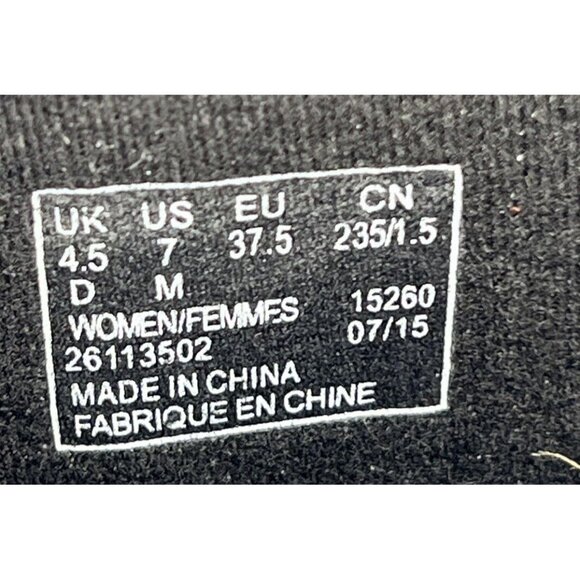 UK US EU CN
4.5 7 37.5 235/1.5
D M
WOMEN/FEMMES 15260
26113502 07/15
MADE IN CHINA
FABRIQUE EN CHINE